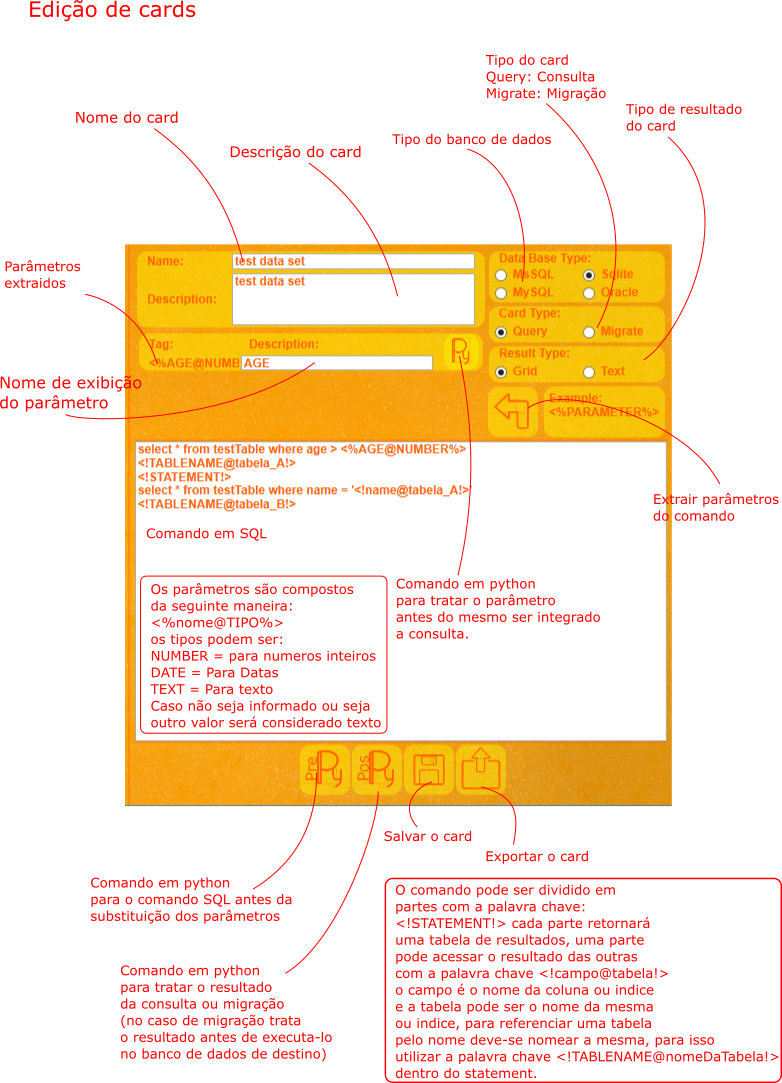 Edição de cards
Tipo do card
Query: Consulta
Migrate: Migração
Tipo de resultado
do card
Nome do card
Tipo do banco de dados
Descrição do card
Parâmetros
extraidos
Name:
test data set
Description:
test data set
Data Base Type:
MsSQL
Sqlite
MySQL
Oracle
Card Type:
Query
Migrate
Result Type:
Grid
Text
Tag:
Description:
<%AGE@NUMB
AGE
Py
Nome de exibição
do parâmetro
Example:
<%PARAMETER%>
select * from testTable where age > <%AGE@NUMBER%>
<!TABLENAME@tabela_A!>
<!STATEMENT!>
select * from testTable where name = '<!name@tabela_A!>'
<!TABLENAME@tabela_B!>
Extrair parâmetros
do comando
Comando em SQL
Os parâmetros são compostos
da seguinte maneira:
<%nome@TIPO%>
os tipos podem ser:
NUMBER = para numeros inteiros
DATE = Para Datas
TEXT = Para texto
Caso não seja informado ou seja
outro valor será considerado texto
Comando em python
para tratar o parâmetro
antes do mesmo ser integrado
a consulta.
Pre
Py
Pos
Py
Salvar o card
Exportar o card
Comando em python
para o comando SQL antes da
substituição dos parâmetros
Comando em python
para tratar o resultado
da consulta ou migração
(no caso de migração trata
o resultado antes de executa-lo
no banco de dados de destino)
O comando pode ser dividido em
partes com a palavra chave:
<!STATEMENT!> cada parte retornará
uma tabela de resultados, uma parte
pode acessar o resultado das outras
com a palavra chave <!campo@tabela!>
o campo é o nome da coluna ou indice
e a tabela pode ser o nome da mesma
ou indice, para referenciar uma tabela
pelo nome deve-se nomear a mesma, para isso
utilizar a palavra chave <!TABLENAME@nomeDaTabela!>
dentro do statement.